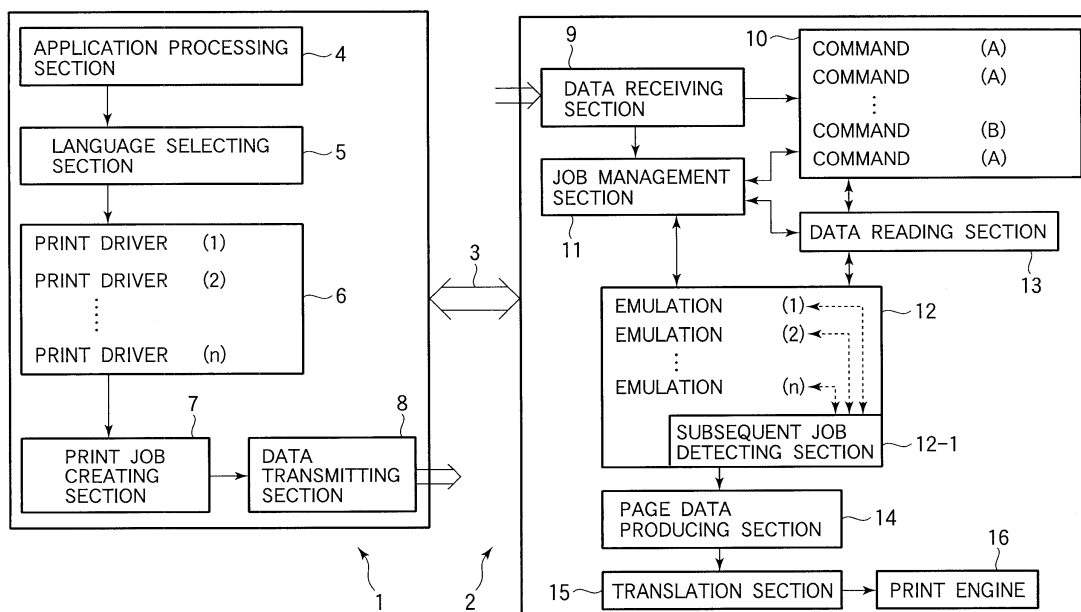 APPLICATION PROCESSING
SECTION
4
LANGUAGE SELECTING
SECTION
5
PRINT DRIVER (1)
PRINT DRIVER (2)
PRINT DRIVER (n)
6
7
PRINT JOB
CREATING
SECTION
8
DATA
TRANSMITTING
SECTION
1
3
2
9
DATA RECEIVING
SECTION
10
COMMAND (A)
COMMAND (A)
COMMAND (B)
COMMAND (A)
JOB MANAGEMENT
SECTION
11
DATA READING SECTION
13
EMULATION (1)
EMULATION (2)
EMULATION (n)
12
SUBSEQUENT JOB
DETECTING SECTION
12-1
PAGE DATA
PRODUCING SECTION
14
15
TRANSLATION SECTION
16
PRINT ENGINE